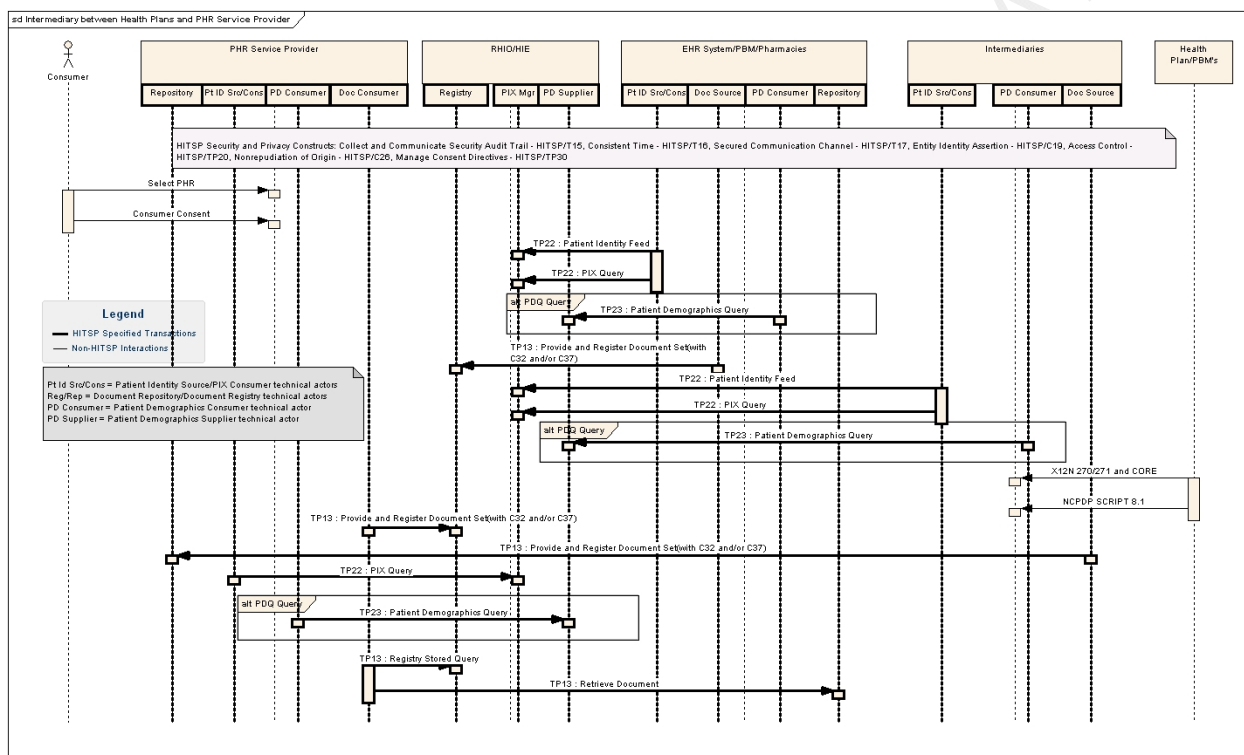 sd Intermediary between Health Plans and PHR Service Provider
Consumer
PHR Service Provider
RHIO/HIE
EHR System/PBM/Pharmacies
Intermediaries
Health
Plan/PBM's
Repository
Pt ID Src/Cons
PD Consumer
Doc Consumer
Registry
PIX Mgr
PD Supplier
Pt ID Src/Cons
Doc Source
PD Consumer
Repository
Pt ID Src/Cons
PD Consumer
Doc Source
HITSP Security and Privacy Constructs: Collect and Communicate Security Audit Trail - HITSP/T15, Consistent Time - HITSP/T16, Secured Communication Channel - HITSP/T17, Entity Identity Assertion - HITSP/C19, Access Control -
HITSP/TP20, Nonrepudiation of Origin - HITSP/C26, Manage Consent Directives - HITSP/TP30
Select PHR
Consumer Consent
TP22 : Patient Identity Feed
TP22 : PIX Query
alt PDQ Query
TP23 : Patient Demographics Query
Legend
HITSP Specified Transactions
Non-HITSP Interactions
TP13 : Provide and Register Document Set(with
C32 and/or C37)
Pt Id Src/Cons = Patient Identity Source/PIX Consumer technical actors
Reg/Rep = Document Repository/Document Registry technical actors
PD Consumer = Patient Demographics Consumer technical actor
PD Supplier = Patient Demographics Supplier technical actor
TP22 : Patient Identity Feed
TP22 : PIX Query
alt PDQ Query
TP23 : Patient Demographics Query
X12N 270/271 and CORE
NCPDP SCRIPT 8.1
TP13 : Provide and Register Document Set(with C32 and/or C37)
TP13 : Provide and Register Document Set(with C32 and/or C37)
TP22 : PIX Query
alt PDQ Query
TP23 : Patient Demographics Query
TP13 : Registry Stored Query
TP13 : Retrieve Document